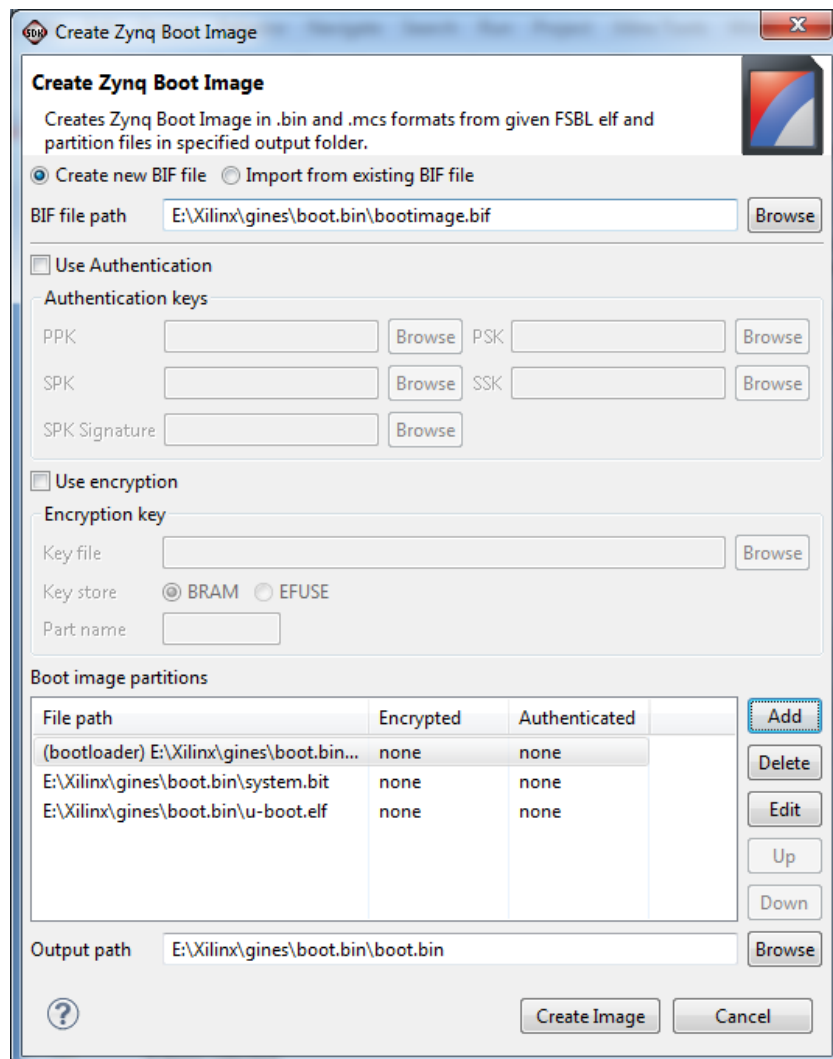 SDK Create Zynq Boot Image
Create Zynq Boot Image
Creates Zynq Boot Image in .bin and .mcs formats from given FSBL elf and
partition files in specified output folder.
Create new BIF file Import from existing BIF file
BIF file path E:\Xilinx\gines\boot.bin\bootimage.bif Browse
Use Authentication
Authentication keys
PPK Browse PSK Browse
SPK Browse SSK Browse
SPK Signature Browse
Use encryption
Encryption key
Key file Browse
Key store BRAM EFUSE
Part name
Boot image partitions
File path Encrypted Authenticated Add
(bootloader) E:\Xilinx\gines\boot.bin... none none
Delete
E:\Xilinx\gines\boot.bin\system.bit none none
E:\Xilinx\gines\boot.bin\u-boot.elf none none Edit
Up
Down
Output path E:\Xilinx\gines\boot.bin\boot.bin Browse
? Create Image Cancel